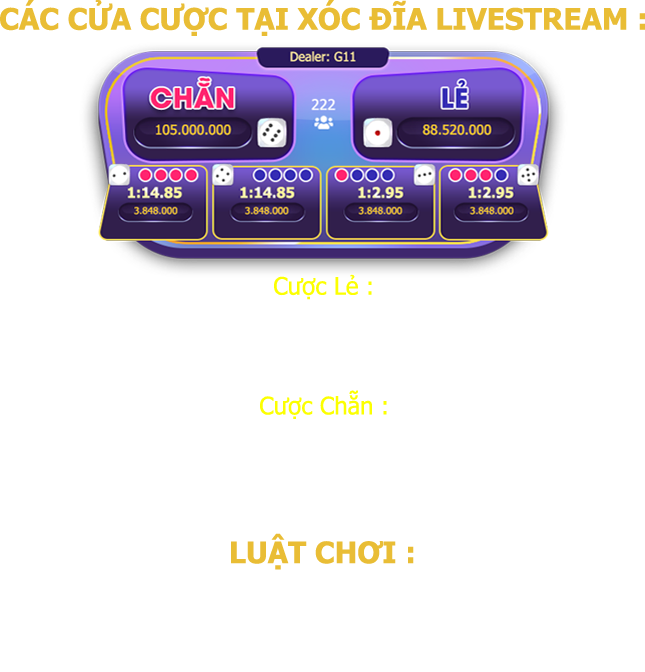 CÁC CỬA CƯỢC TẠI XÓC ĐĨA LIVESTREAM :
Dealer: G11
CHẴN
222
LẺ
105.000.000
88.520.000
1:14.85
1:14.85
1:2.95
1:2.95
3.848.000
3.848.000
3.848.000
3.848.000
Cược Lẻ :
Cược Chẵn :
LUẬT CHƠI :